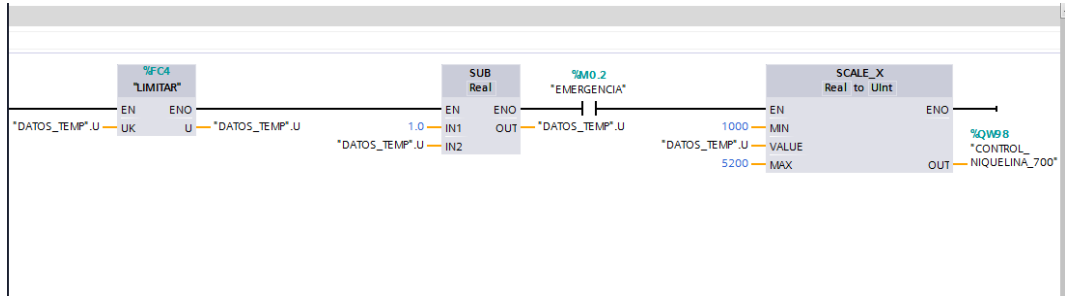 %FC4
"LIMITAR"
EN ENO
"DATOS_TEMP".U UK U "DATOS_TEMP".U
SUB
Real
EN ENO
1.0 IN1 OUT "DATOS_TEMP".U
"DATOS_TEMP".U IN2
%M0.2
"EMERGENCIA"
SCALE_X
Real to UInt
EN ENO
1000 MIN
"DATOS_TEMP".U VALUE
5200 MAX OUT
%QW98
"CONTROL_
NIQUELINA_700"